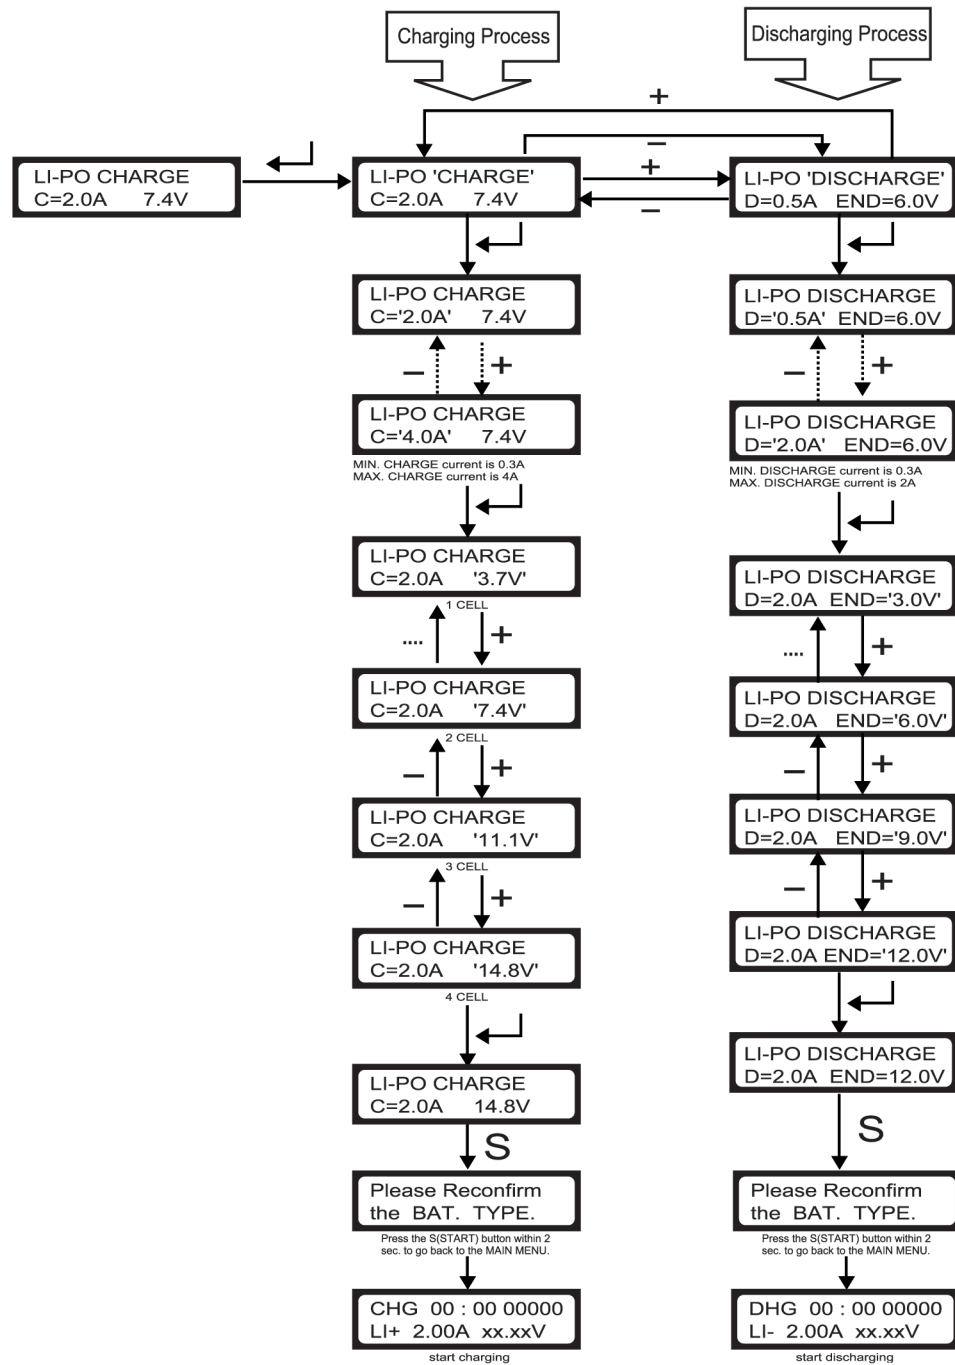 Charging Process
Discharging Process
+
–
LI-PO CHARGE
C=2.0A 7.4V
LI-PO 'CHARGE'
C=2.0A 7.4V
+
–
LI-PO 'DISCHARGE'
D=0.5A END=6.0V
LI-PO CHARGE
C='2.0A' 7.4V
– +
LI-PO CHARGE
C='4.0A' 7.4V
MIN. CHARGE current is 0.3A
MAX. CHARGE current is 4A
LI-PO CHARGE
C=2.0A '3.7V'
1 CELL
.... +
LI-PO CHARGE
C=2.0A '7.4V'
2 CELL
– +
LI-PO CHARGE
C=2.0A '11.1V'
3 CELL
– +
LI-PO CHARGE
C=2.0A '14.8V'
4 CELL
LI-PO CHARGE
C=2.0A 14.8V
S
Please Reconfirm
the BAT. TYPE.
Press the S(START) button within 2
sec. to go back to the MAIN MENU.
CHG 00 : 00 00000
LI+ 2.00A xx.xxV
start charging
LI-PO DISCHARGE
D='0.5A' END=6.0V
– +
LI-PO DISCHARGE
D='2.0A' END=6.0V
MIN. DISCHARGE current is 0.3A
MAX. DISCHARGE current is 2A
LI-PO DISCHARGE
D=2.0A END='3.0V'
.... +
LI-PO DISCHARGE
D=2.0A END='6.0V'
– +
LI-PO DISCHARGE
D=2.0A END='9.0V'
– +
LI-PO DISCHARGE
D=2.0A END='12.0V'
LI-PO DISCHARGE
D=2.0A END=12.0V
S
Please Reconfirm
the BAT. TYPE.
Press the S(START) button within 2
sec. to go back to the MAIN MENU.
DHG 00 : 00 00000
LI- 2.00A xx.xxV
start discharging